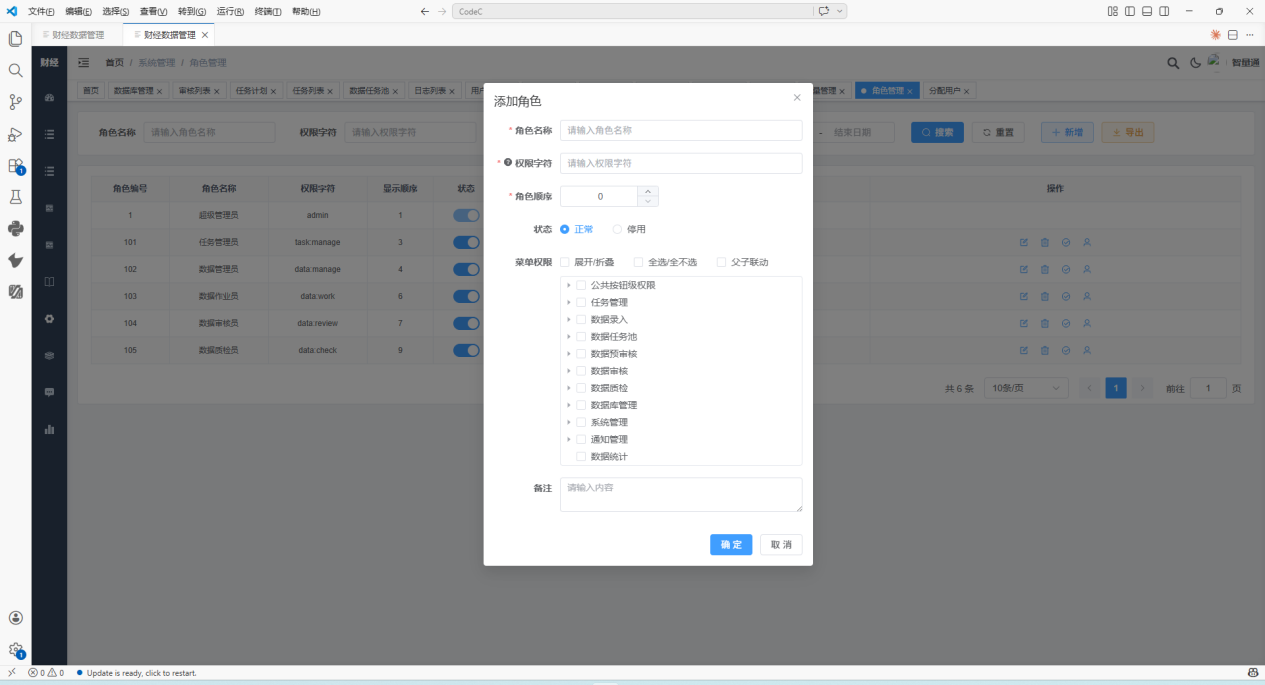 文件(F) 编辑(E) 选择(S) 查看(V) 转到(G) 运行(R) 终端(T) 帮助(H) CodeC
财经数据管理 财经数据管理
财经 首页 / 系统管理 / 角色管理 智量通
首页 数据库管理 审核列表 任务计划 任务列表 数据任务池 日志列表 角色管理 分配用户
角色名称 请输入角色名称 权限字符 请输入权限字符 - 结束日期 搜索 重置 新增 导出
角色编号 角色名称 权限字符 显示顺序 状态 操作
1 超级管理员 admin 1
101 任务管理员 task:manage 3
102 数据管理员 data:manage 4
103 数据作业员 data:work 6
104 数据审核员 data:review 7
105 数据质检员 data:check 9
共 6 条 10条/页 1 前往 1 页
添加角色
* 角色名称 请输入角色名称
* 权限字符 请输入权限字符
* 角色顺序 0
状态 正常 停用
菜单权限 展开/折叠 全选/全不选 父子联动
公共按钮级权限
任务管理
数据录入
数据任务池
数据预审核
数据审核
数据质检
数据库管理
系统管理
通知管理
数据统计
备注 请输入内容
确 定 取 消
1
1
0 0 Update is ready, click to restart.